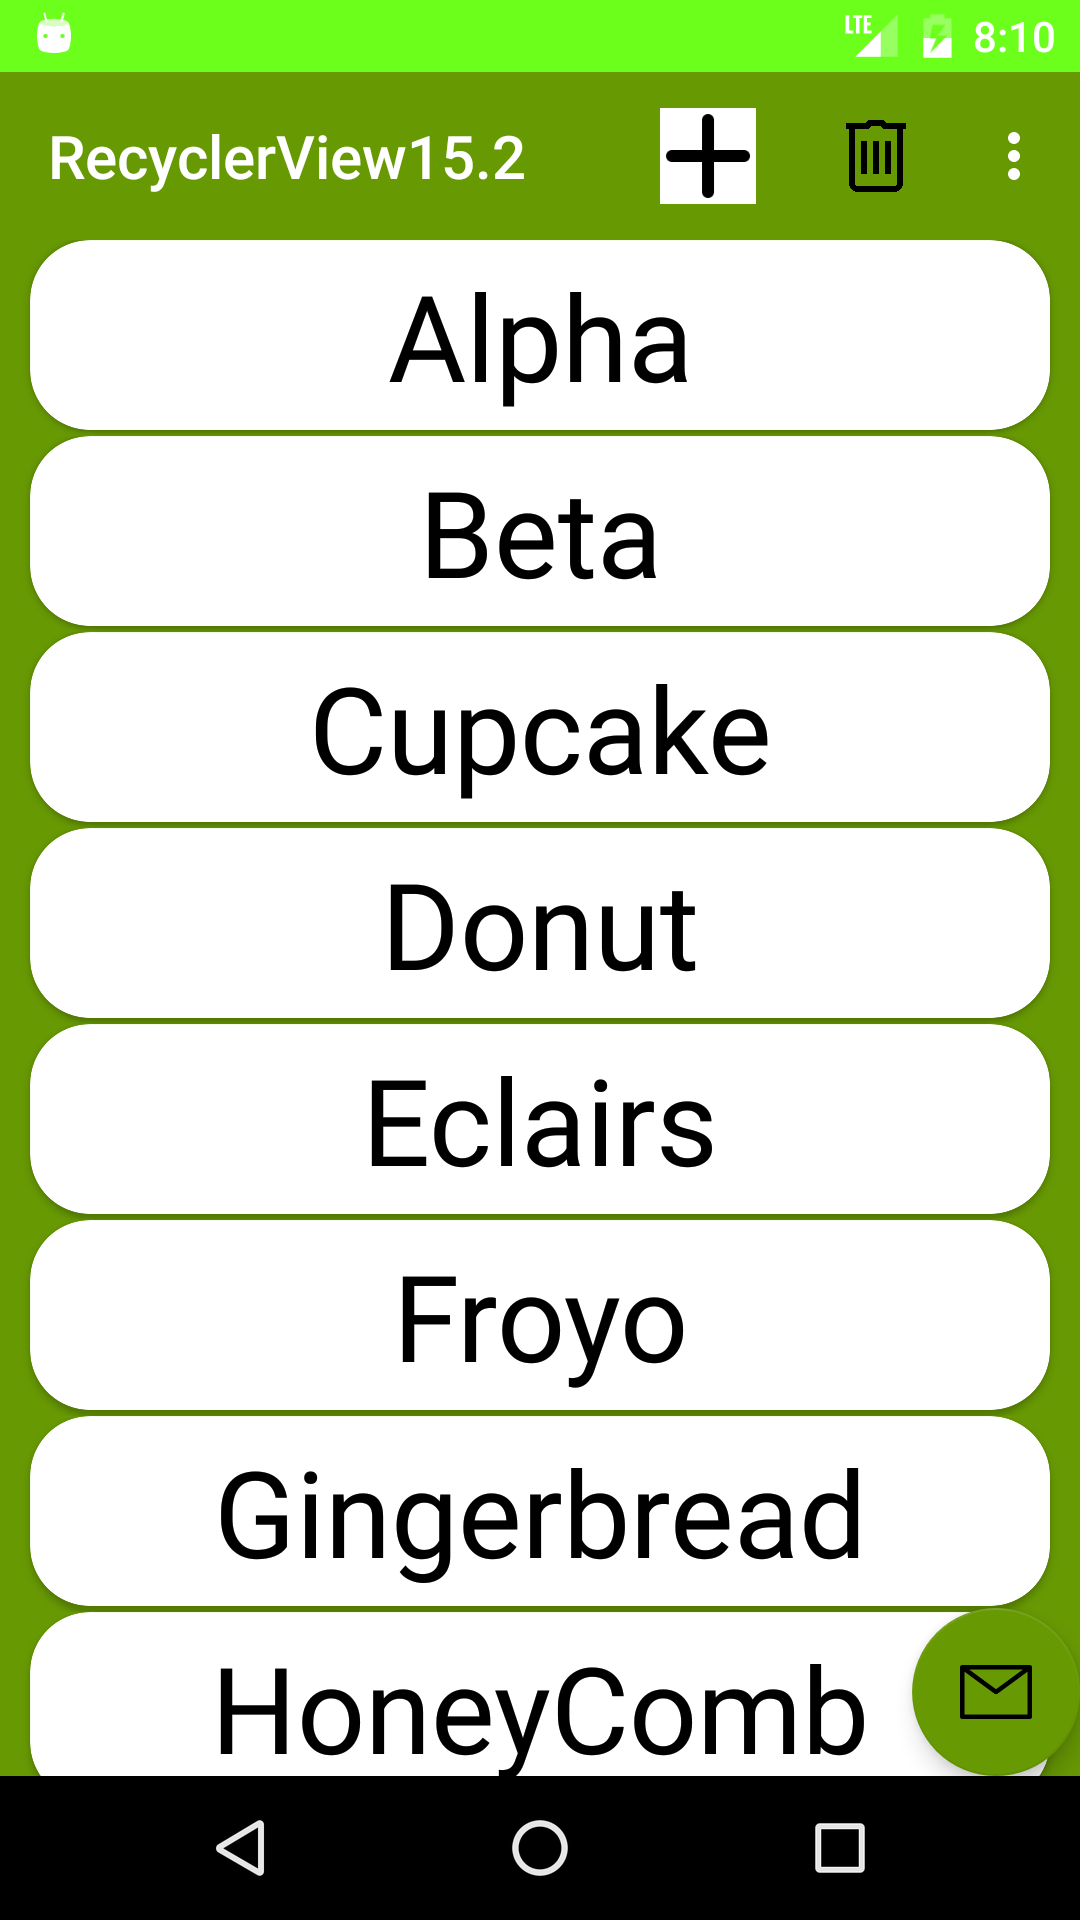 LTE 8:10
RecyclerView15.2
Alpha
Beta
Cupcake
Donut
Eclairs
Froyo
Gingerbread
HoneyComb